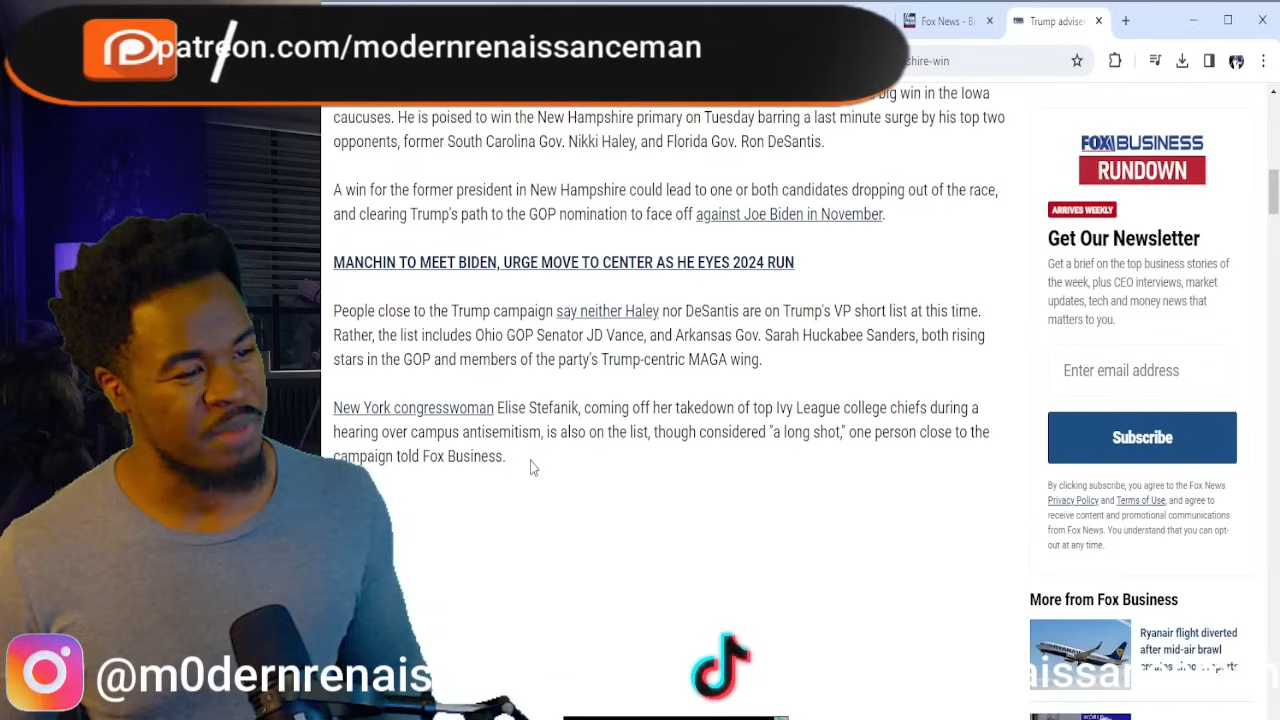 patreon.com/modernrenaissanceman
Fox News - B
Trump advise
hire-win
big win in the Iowa
caucuses. He is poised to win the New Hampshire primary on Tuesday barring a last minute surge by his top two
opponents, former South Carolina Gov. Nikki Haley, and Florida Gov. Ron DeSantis.
A win for the former president in New Hampshire could lead to one or both candidates dropping out of the race,
and clearing Trump's path to the GOP nomination to face off against Joe Biden in November.
MANCHIN TO MEET BIDEN, URGE MOVE TO CENTER AS HE EYES 2024 RUN
People close to the Trump campaign say neither Haley nor DeSantis are on Trump's VP short list at this time.
Rather, the list includes Ohio GOP Senator JD Vance, and Arkansas Gov. Sarah Huckabee Sanders, both rising
stars in the GOP and members of the party's Trump-centric MAGA wing.
New York congresswoman Elise Stefanik, coming off her takedown of top Ivy League college chiefs during a
hearing over campus antisemitism, is also on the list, though considered "a long shot," one person close to the
campaign told Fox Business.
FOX BUSINESS
RUNDOWN
ARRIVES WEEKLY
Get Our Newsletter
Get a brief on the top business stories of
the week, plus CEO interviews, market
updates, tech and money news that
matters to you.
Enter email address
Subscribe
By clicking subscribe, you agree to the Fox News
Privacy Policy and Terms of Use, and agree to
receive content and promotional communications
from Fox News. You understand that you can opt-
out at any time.
More from Fox Business
Ryanair flight diverted
after mid-air brawl
@m0dernrenais
aissan
WORLD